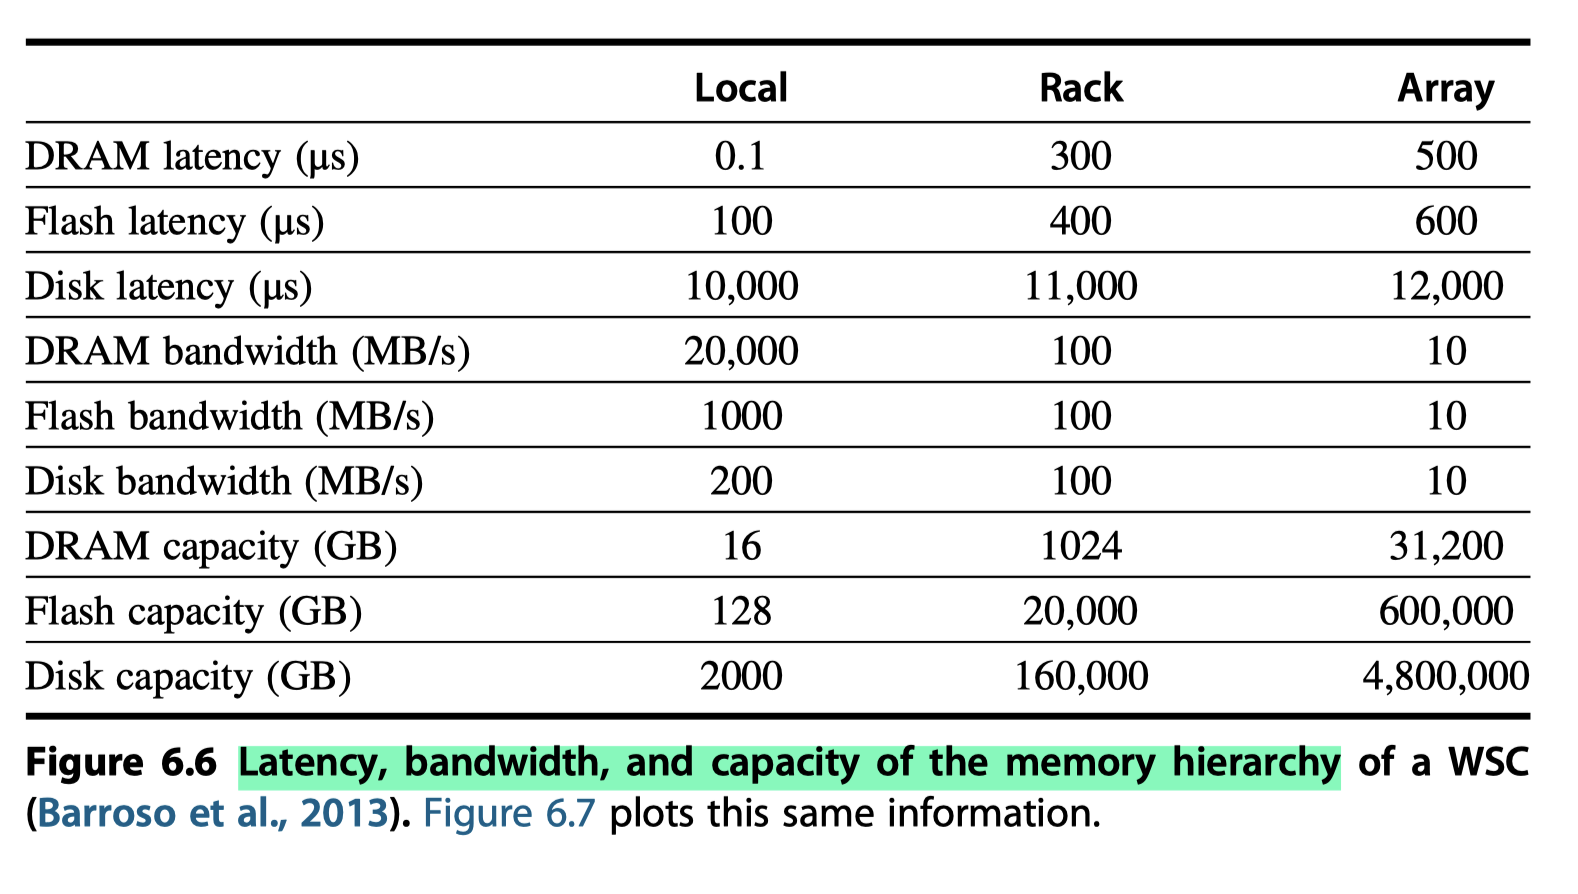 Local Rack Array
DRAM latency (μs) 0.1 300 500
Flash latency (μs) 100 400 600
Disk latency (μs) 10,000 11,000 12,000
DRAM bandwidth (MB/s) 20,000 100 10
Flash bandwidth (MB/s) 1000 100 10
Disk bandwidth (MB/s) 200 100 10
DRAM capacity (GB) 16 1024 31,200
Flash capacity (GB) 128 20,000 600,000
Disk capacity (GB) 2000 160,000 4,800,000
Figure 6.6 Latency, bandwidth, and capacity of the memory hierarchy of a WSC
(Barroso et al., 2013). Figure 6.7 plots this same information.